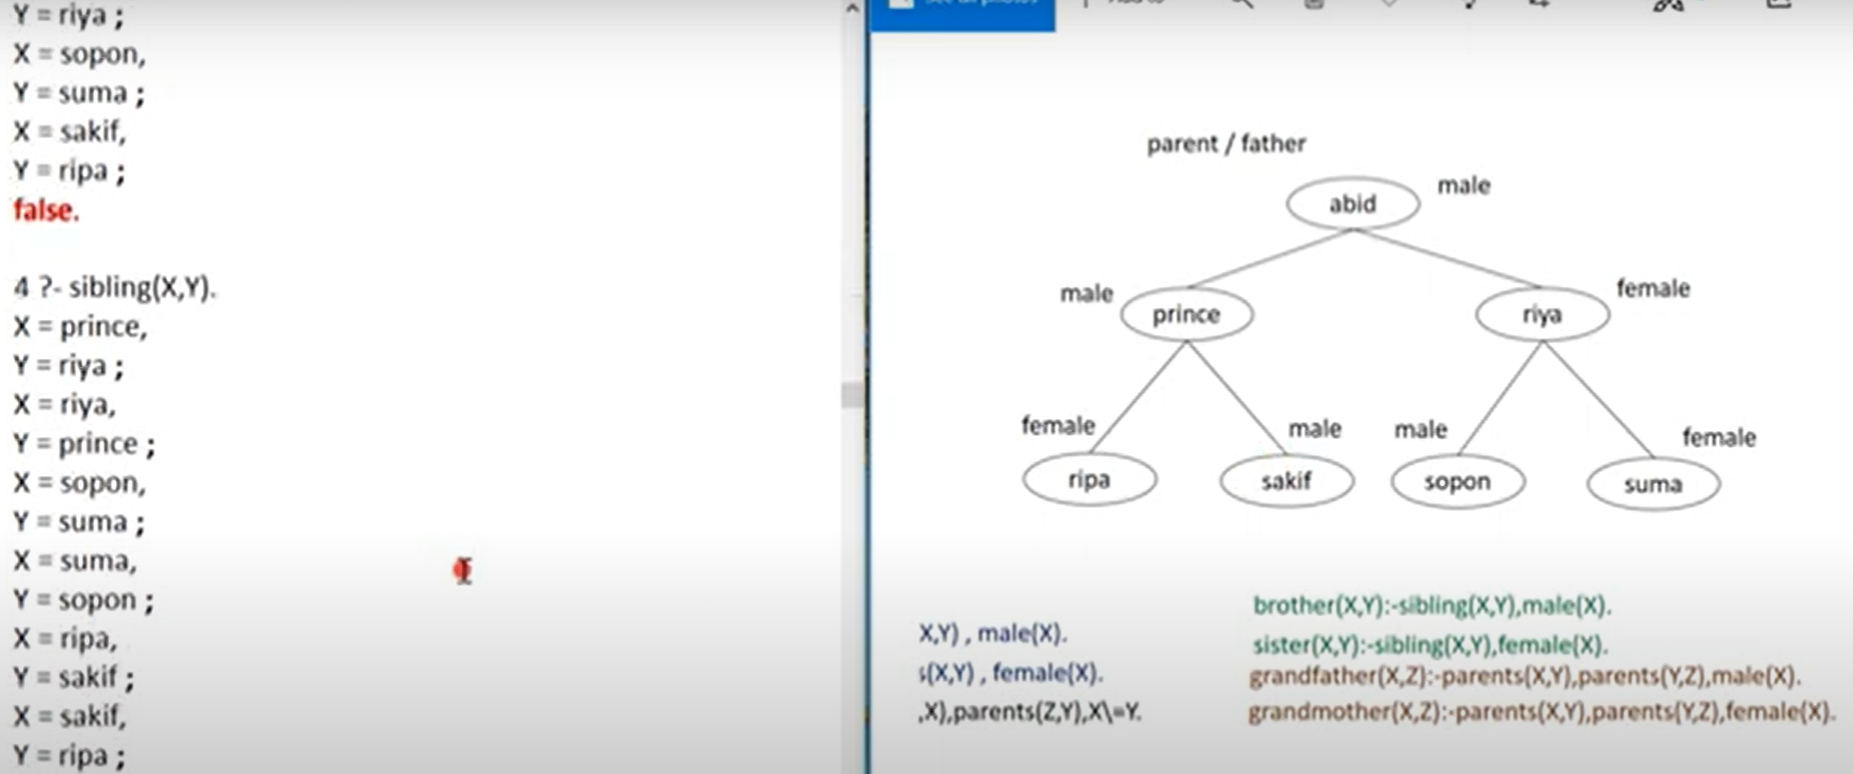 Y = riya ;
X = sopon,
Y = suma ;
X = sakif,
Y = ripa ;
false.
4 ?- sibling(X,Y).
X = prince,
Y = riya ;
X = riya,
Y = prince ;
X = sopon,
Y = suma ;
X = suma,
Y = sopon ;
X = ripa,
Y = sakif ;
X = sakif,
Y = ripa ;
parent / father
abid
male
male
prince
riya
female
female
male
male
female
ripa
sakif
sopon
suma
X,Y) , male(X).
s(X,Y) , female(X).
,X),parents(Z,Y),X\=Y.
brother(X,Y):-sibling(X,Y),male(X).
sister(X,Y):-sibling(X,Y),female(X).
grandfather(X,Z):-parents(X,Y),parents(Y,Z),male(X).
grandmother(X,Z):-parents(X,Y),parents(Y,Z),female(X).